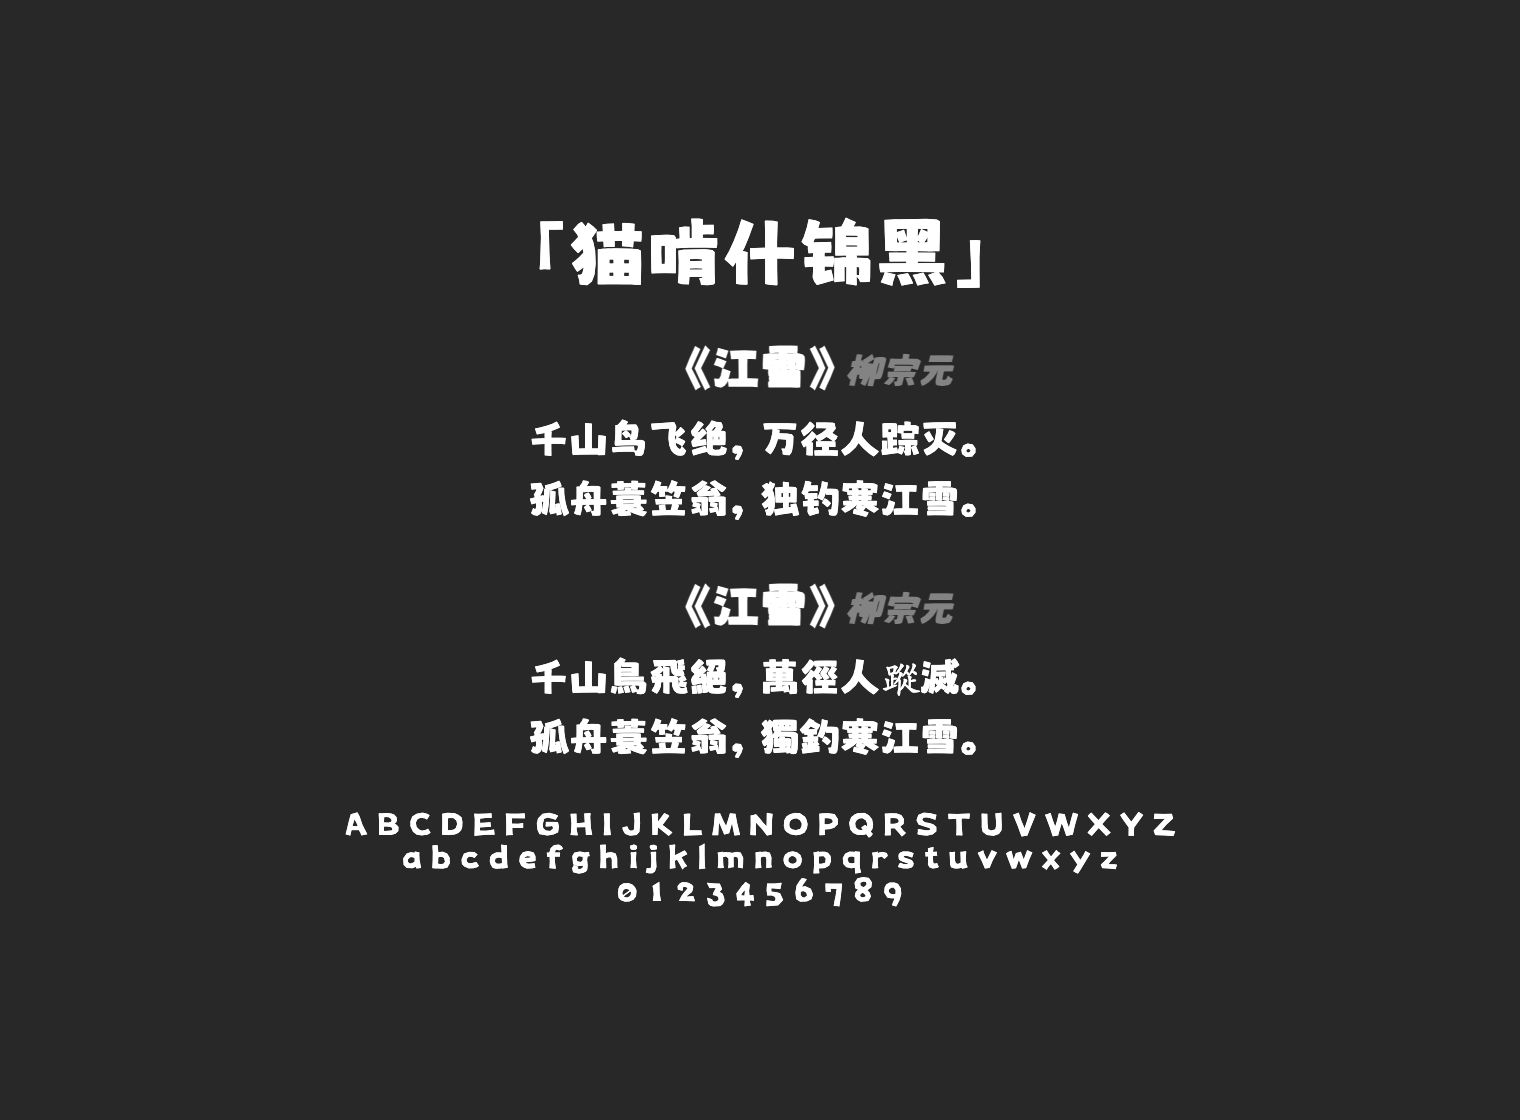 「猫啃什锦黑」
《江雪》柳宗元
千山鸟飞绝，万径人踪灭。
孤舟蓑笠翁，独钓寒江雪。
《江雪》柳宗元
千山鳥飛絕，萬徑人蹤滅。
孤舟蓑笠翁，獨釣寒江雪。
A B C D E F G H I J K L M N O P Q R S T U V W X Y Z
a b c d e f g h i j k l m n o p q r s t u v w x y z
0 1 2 3 4 5 6 7 8 9